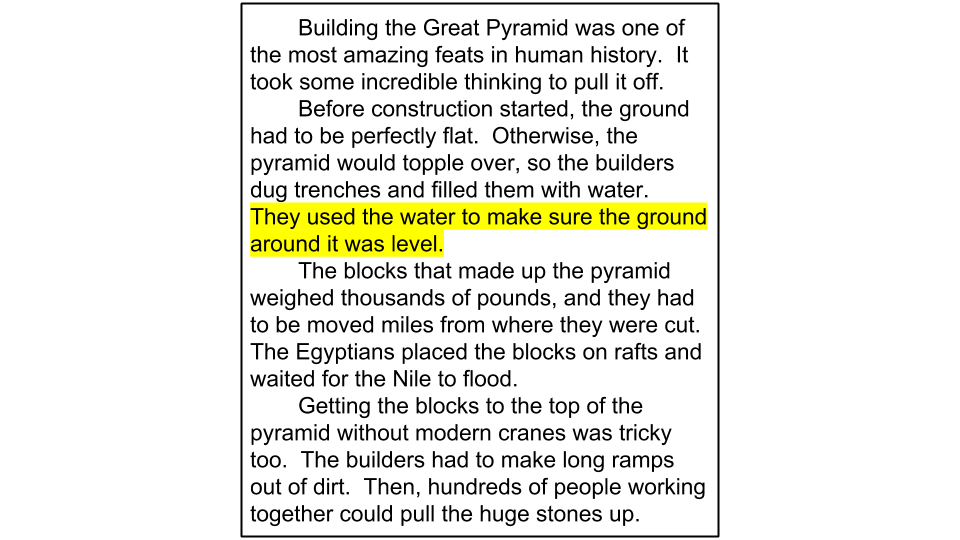 Building the Great Pyramid was one of
the most amazing feats in human history.  It
took some incredible thinking to pull it off.
Before construction started, the ground
had to be perfectly flat.  Otherwise, the
pyramid would topple over, so the builders
dug trenches and filled them with water.
They used the water to make sure the ground
around it was level.
The blocks that made up the pyramid
weighed thousands of pounds, and they had
to be moved miles from where they were cut.
The Egyptians placed the blocks on rafts and
waited for the Nile to flood.
Getting the blocks to the top of the
pyramid without modern cranes was tricky
too.  The builders had to make long ramps
out of dirt.  Then, hundreds of people working
together could pull the huge stones up.